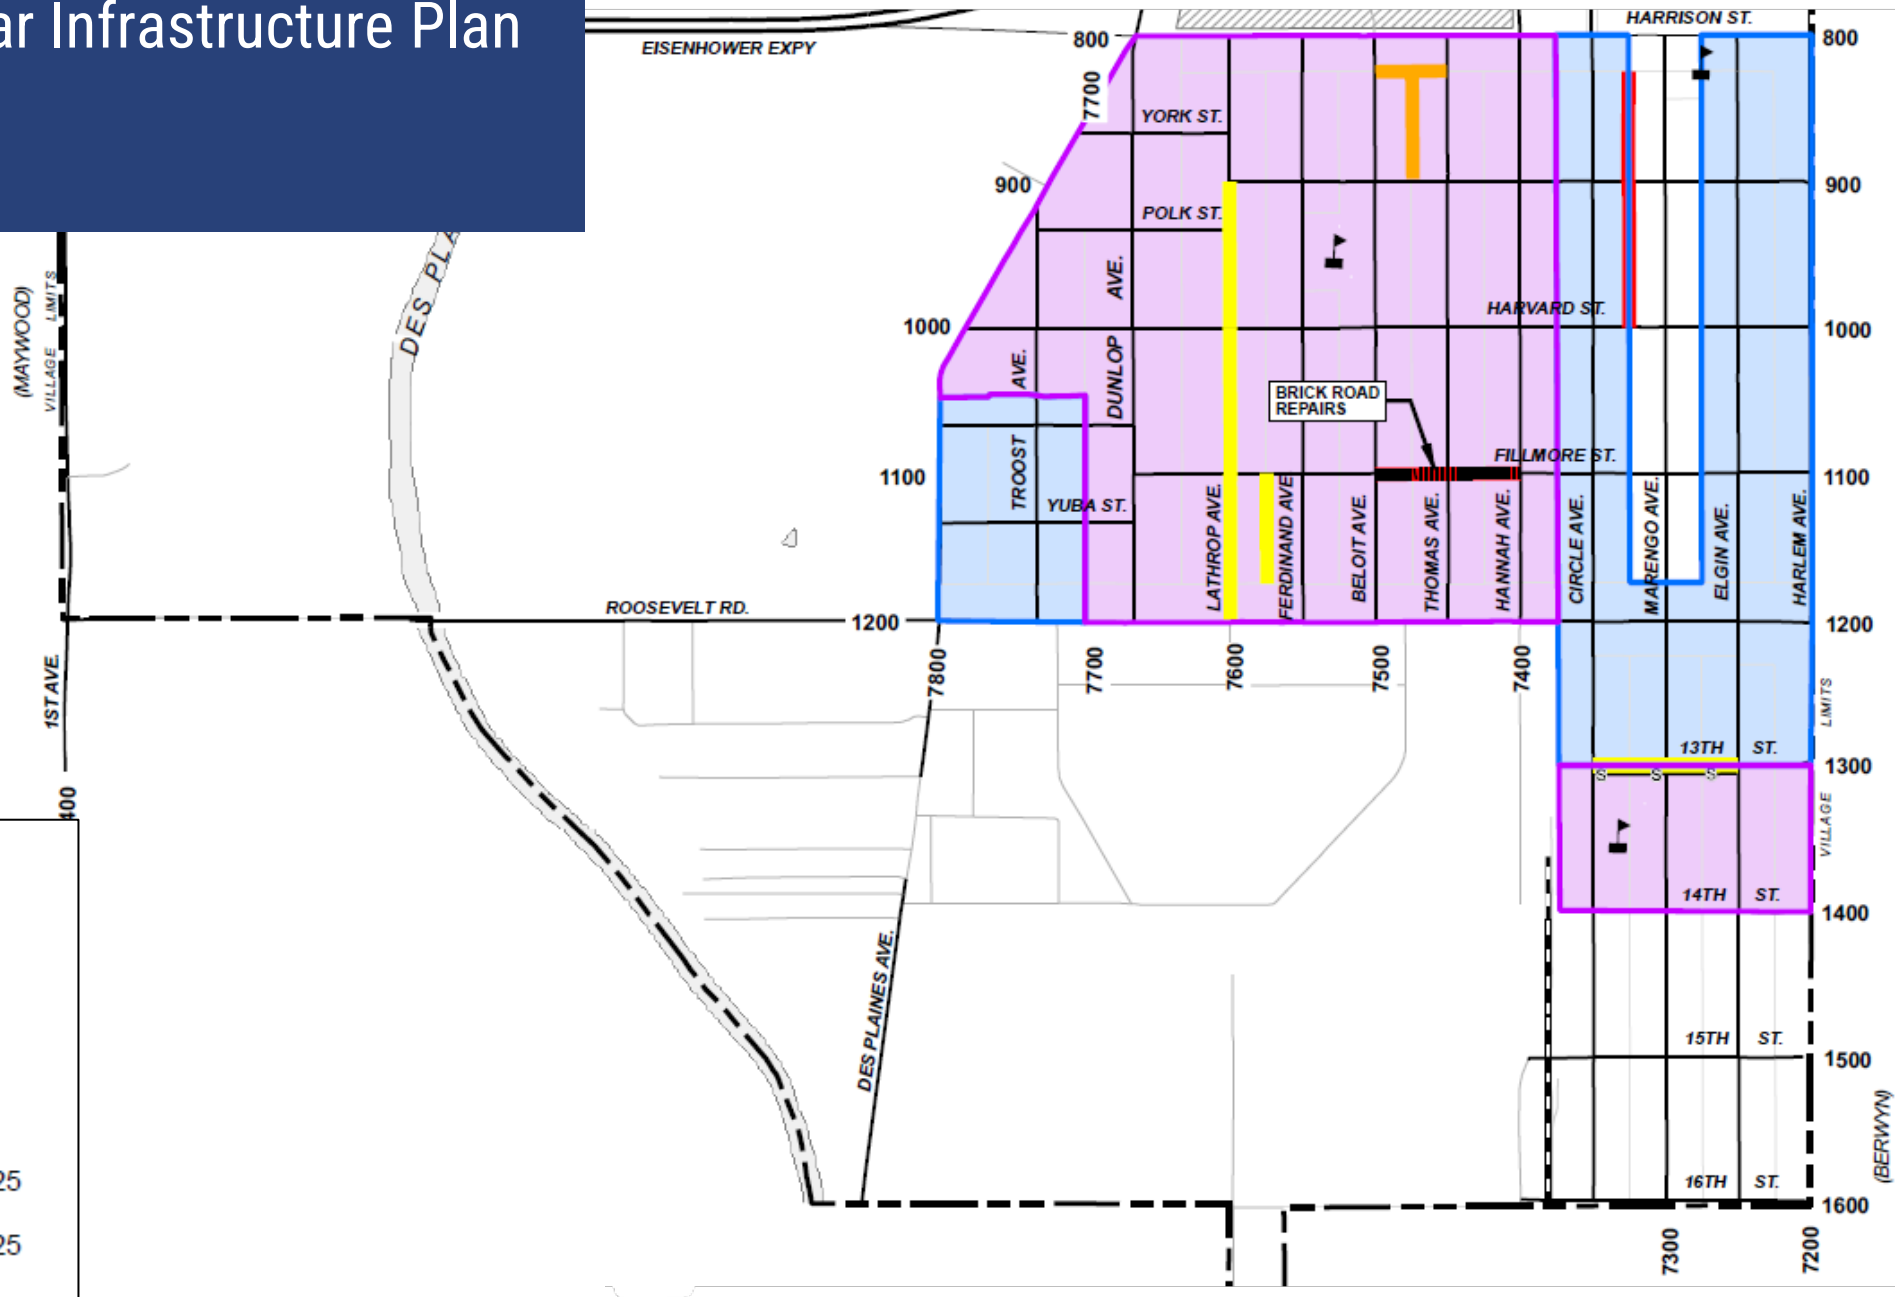 ar Infrastructure Plan
HARRISON ST.
EISENHOWER EXPY
800
800
7700
YORK ST.
900
900
POLK ST.
DES PLA
(MAYWOOD)
VILLAGE LIMITS
AVE.
HARVARD ST.
1000
1000
AVE.
DUNLOP
BRICK ROAD
REPAIRS
FILLMORE ST.
1100
1100
TROOST
YUBA ST.
LATHROP AVE.
FERDINAND AVE
BELOIT AVE.
THOMAS AVE.
HANNAH AVE.
CIRCLE AVE.
MARENGO AVE.
ELGIN AVE.
HARLEM AVE.
ROOSEVELT RD.
1200
1200
1ST AVE.
7800
7700
7600
7500
7400
VILLAGE LIMITS
13TH ST.
1300
S S S
400
14TH ST.
1400
DES PLAINES AVE.
15TH ST.
1500
(BERWYN)
25
16TH ST.
1600
25
7300
7200